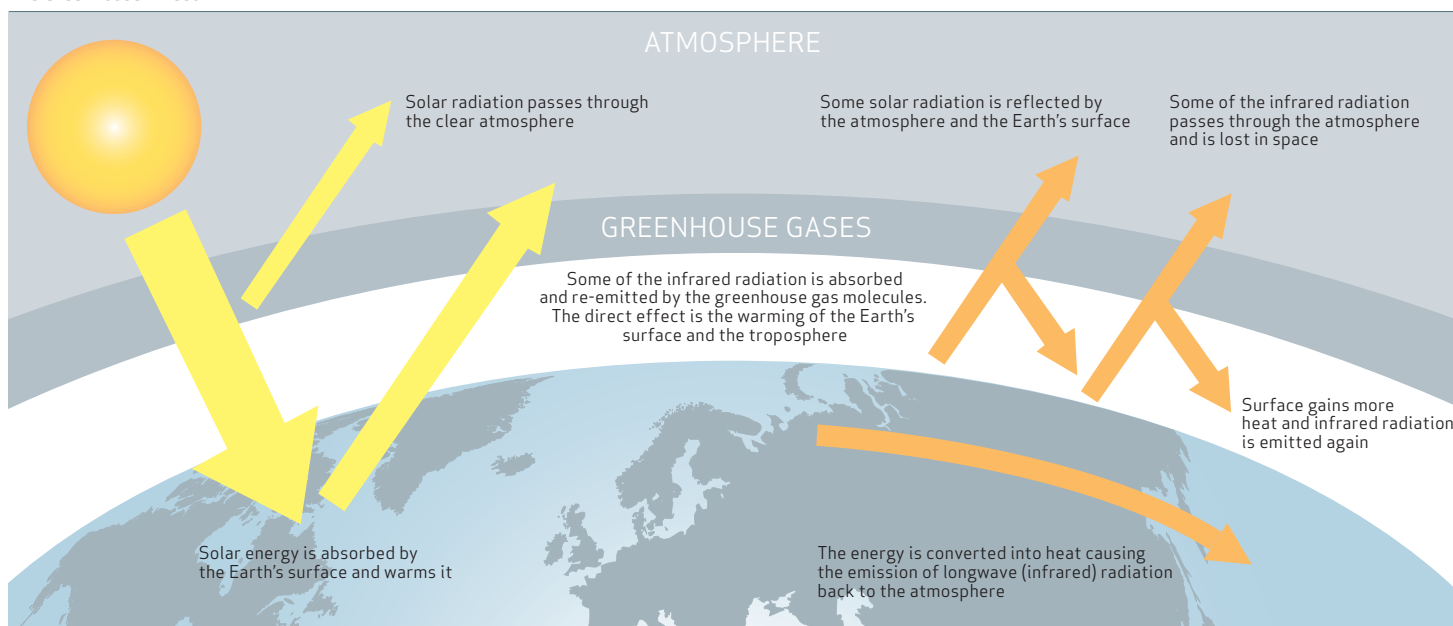 ATMOSPHERE
Solar radiation passes through
the clear atmosphere
Some solar radiation is reflected by
the atmosphere and the Earth's surface
Some of the infrared radiation
passes through the atmosphere
and is lost in space
GREENHOUSE GASES
Some of the infrared radiation is absorbed
and re-emitted by the greenhouse gas molecules.
The direct effect is the warming of the Earth's
surface and the troposphere
Surface gains more
heat and infrared radiation
is emitted again
Solar energy is absorbed by
the Earth's surface and warms it
The energy is converted into heat causing
the emission of longwave (infrared) radiation
back to the atmosphere